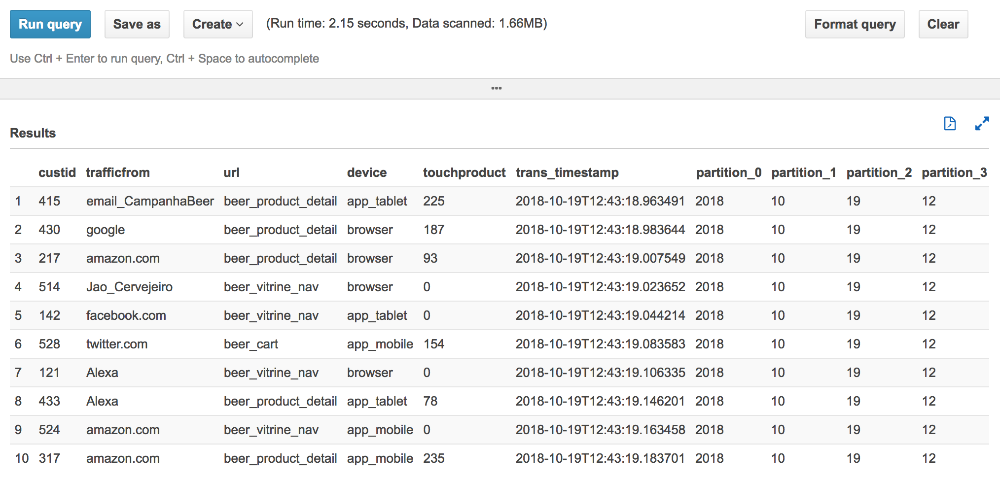 Run query Save as Create (Run time: 2.15 seconds, Data scanned: 1.66MB) Format query Clear
Use Ctrl + Enter to run query, Ctrl + Space to autocomplete
Results
custid trafficfrom url device touchproduct trans_timestamp partition_0 partition_1 partition_2 partition_3
1 415 email_CampanhaBeer beer_product_detail app_tablet 225 2018-10-19T12:43:18.963491 2018 10 19 12
2 430 google beer_product_detail browser 187 2018-10-19T12:43:18.983644 2018 10 19 12
3 217 amazon.com beer_product_detail browser 93 2018-10-19T12:43:19.007549 2018 10 19 12
4 514 Jao_Cervejeiro beer_vitrine_nav browser 0 2018-10-19T12:43:19.023652 2018 10 19 12
5 142 facebook.com beer_vitrine_nav app_tablet 0 2018-10-19T12:43:19.044214 2018 10 19 12
6 528 twitter.com beer_cart app_mobile 154 2018-10-19T12:43:19.083583 2018 10 19 12
7 121 Alexa beer_vitrine_nav browser 0 2018-10-19T12:43:19.106335 2018 10 19 12
8 433 Alexa beer_product_detail app_tablet 78 2018-10-19T12:43:19.146201 2018 10 19 12
9 524 amazon.com beer_vitrine_nav app_mobile 0 2018-10-19T12:43:19.163458 2018 10 19 12
10 317 amazon.com beer_product_detail app_mobile 235 2018-10-19T12:43:19.183701 2018 10 19 12